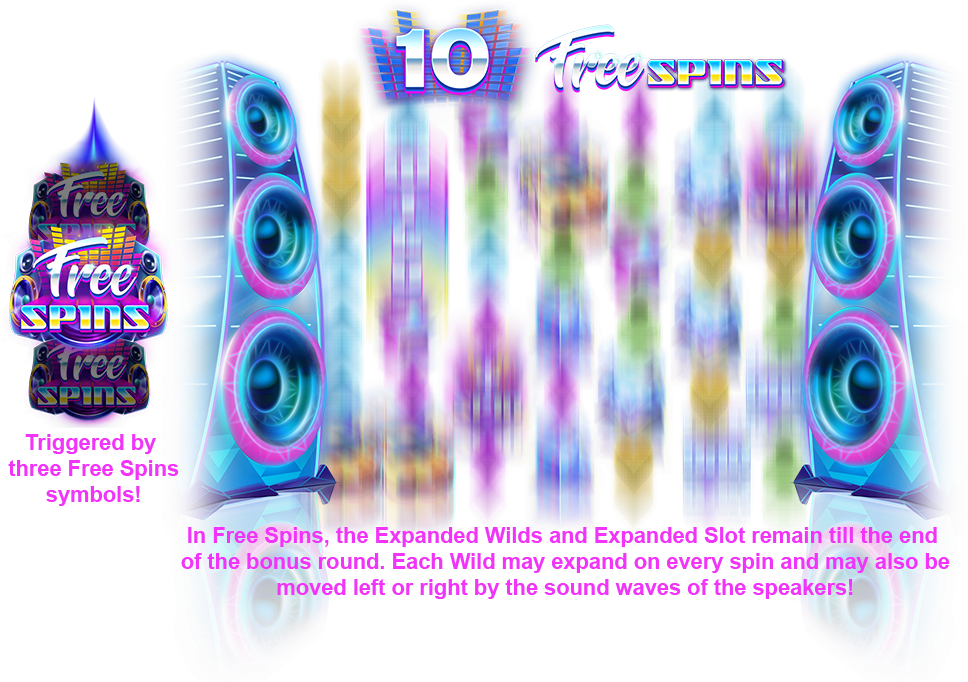 10 Free SPINS
Free
SPINS
Free
SPINS
Free
SPINS
Triggered by
three Free Spins
symbols!
In Free Spins, the Expanded Wilds and Expanded Slot remain till the end
of the bonus round. Each Wild may expand on every spin and may also be
moved left or right by the sound waves of the speakers!